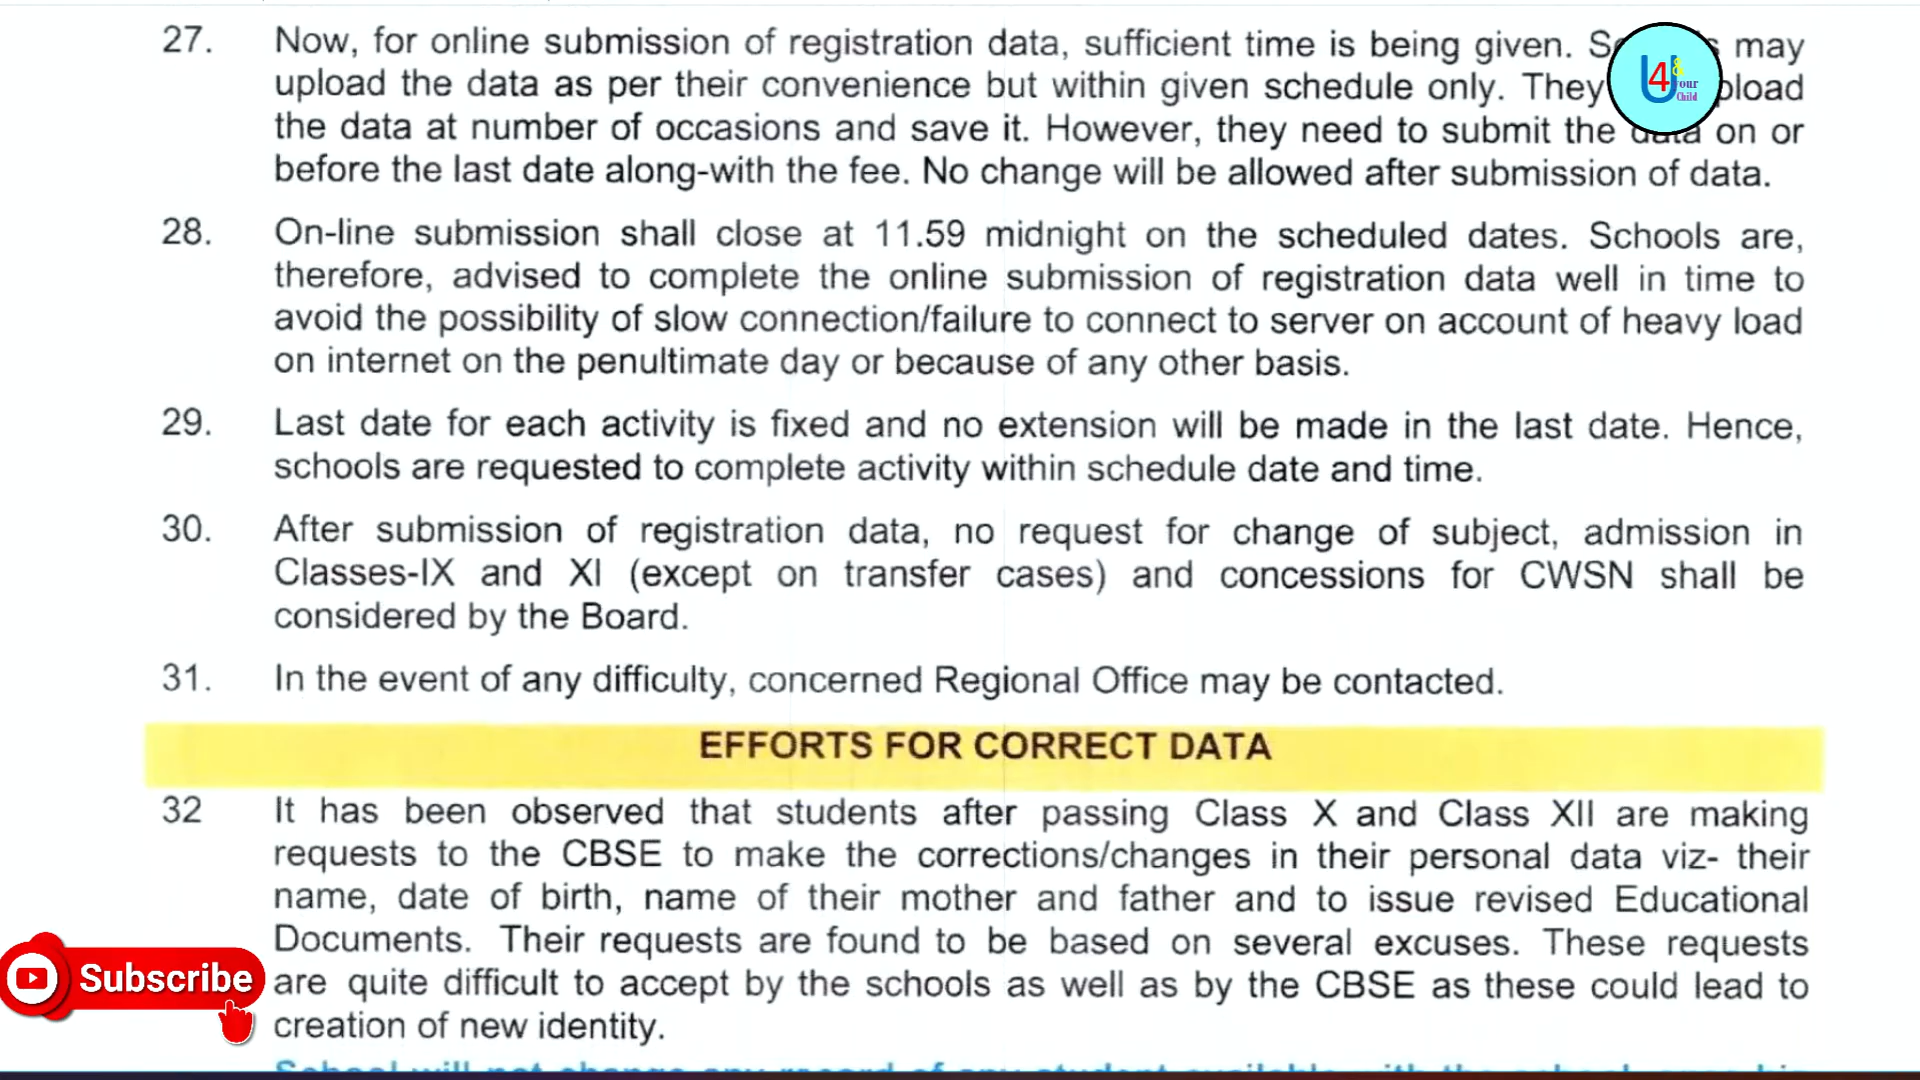 27. Now, for online submission of registration data, sufficient time is being given. may
upload the data as per their convenience but within given schedule only. They
the data at number of occasions and save it. However, they need to submit the data on or
before the last date along-with the fee. No change will be allowed after submission of data.
28. On-line submission shall close at 11.59 midnight on the scheduled dates. Schools are,
therefore, advised to complete the online submission of registration data well in time to
avoid the possibility of slow connection/failure to connect to server on account of heavy load
on internet on the penultimate day or because of any other basis.
29. Last date for each activity is fixed and no extension will be made in the last date. Hence,
schools are requested to complete activity within schedule date and time.
30. After submission of registration data, no request for change of subject, admission in
Classes-IX and XI (except on transfer cases) and concessions for CWSN shall be
considered by the Board.
31. In the event of any difficulty, concerned Regional Office may be contacted.
EFFORTS FOR CORRECT DATA
32 It has been observed that students after passing Class X and Class XII are making
requests to the CBSE to make the corrections/changes in their personal data viz- their
name, date of birth, name of their mother and father and to issue revised Educational
Documents. Their requests are found to be based on several excuses. These requests
are quite difficult to accept by the schools as well as by the CBSE as these could lead to
creation of new identity.
U4 & Your
Child
Subscribe